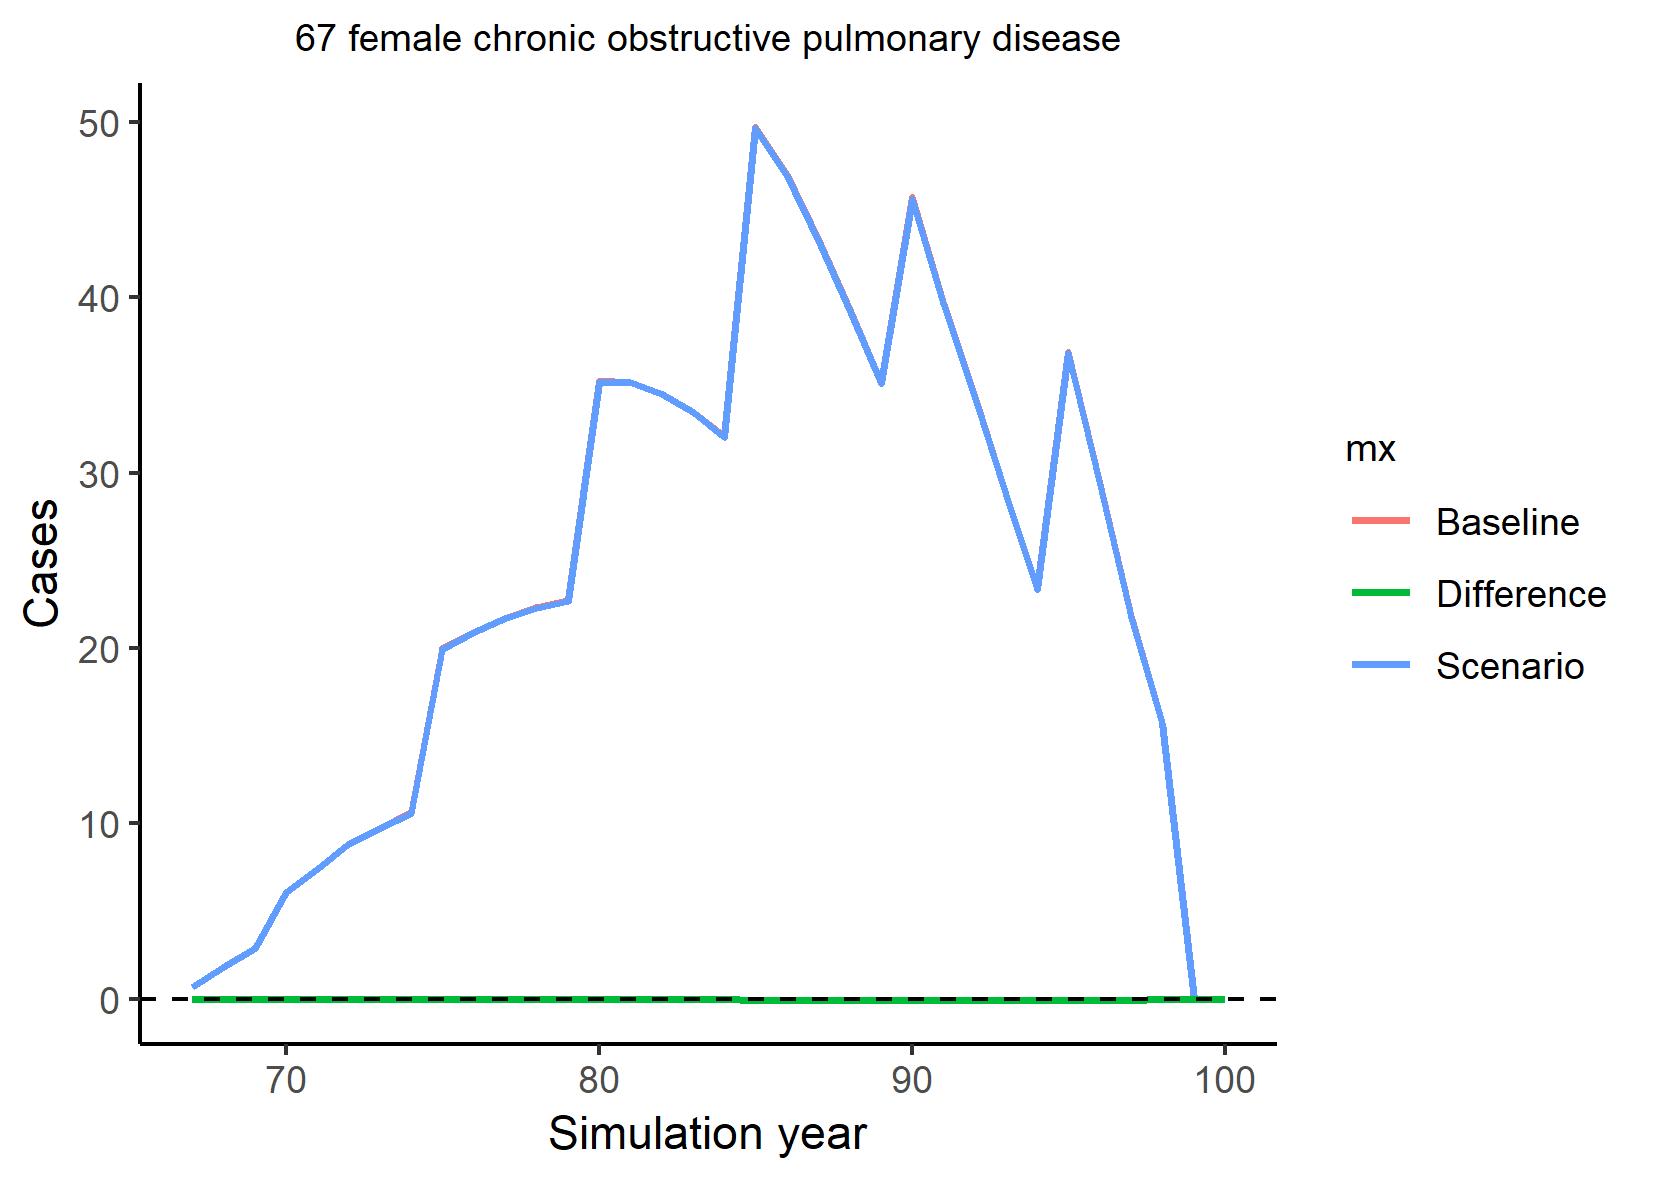 67 female chronic obstructive pulmonary disease
50
40
30
20
10
0
Cases
70 80 90 100
Simulation year
mx
Baseline
Difference
Scenario